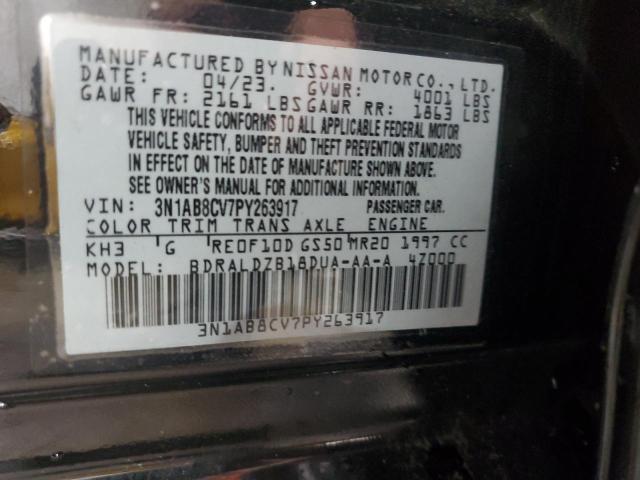 MANUFACTURED BY NISSAN MOTOR CO., LTD.
DATE: 04/23. GVWR: 4001 LBS
GAWR FR: 2161 LBS GAWR RR: 1863 LBS
THIS VEHICLE CONFORMS TO ALL APPLICABLE FEDERAL MOTOR
VEHICLE SAFETY, BUMPER AND THEFT PREVENTION STANDARDS
IN EFFECT ON THE DATE OF MANUFACTURE SHOWN ABOVE.
SEE OWNER'S MANUAL FOR ADDITIONAL INFORMATION.
VIN: 3N1AB8CV7PY263917 PASSENGER CAR.
COLOR TRIM TRANS AXLE ENGINE
KH3 G RE0F10D GS50 MR20 1997 CC
MODEL: BDRALDZB18DUA-AA-A 4Z000
3N1AB8CV7PY263917